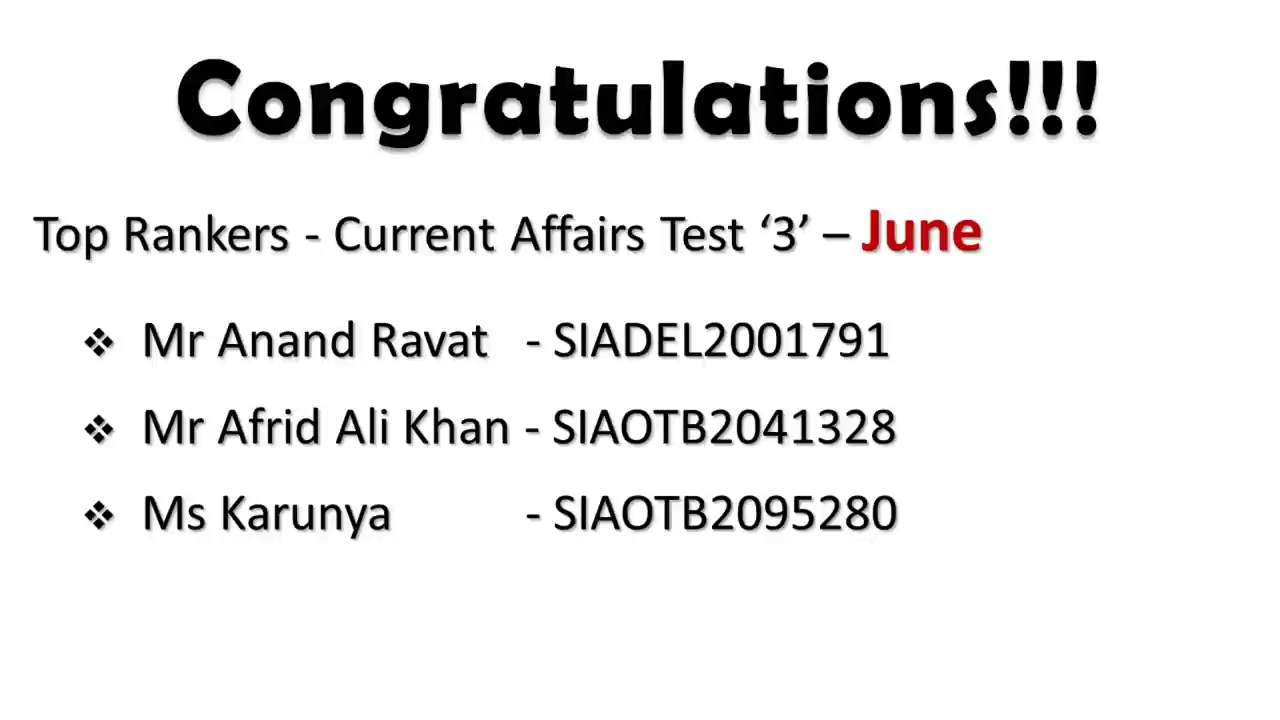 Congratulations!!!
Top Rankers - Current Affairs Test ‘3’ – June
❖ Mr Anand Ravat - SIADEL2001791
❖ Mr Afrid Ali Khan - SIAOTB2041328
❖ Ms Karunya - SIAOTB2095280